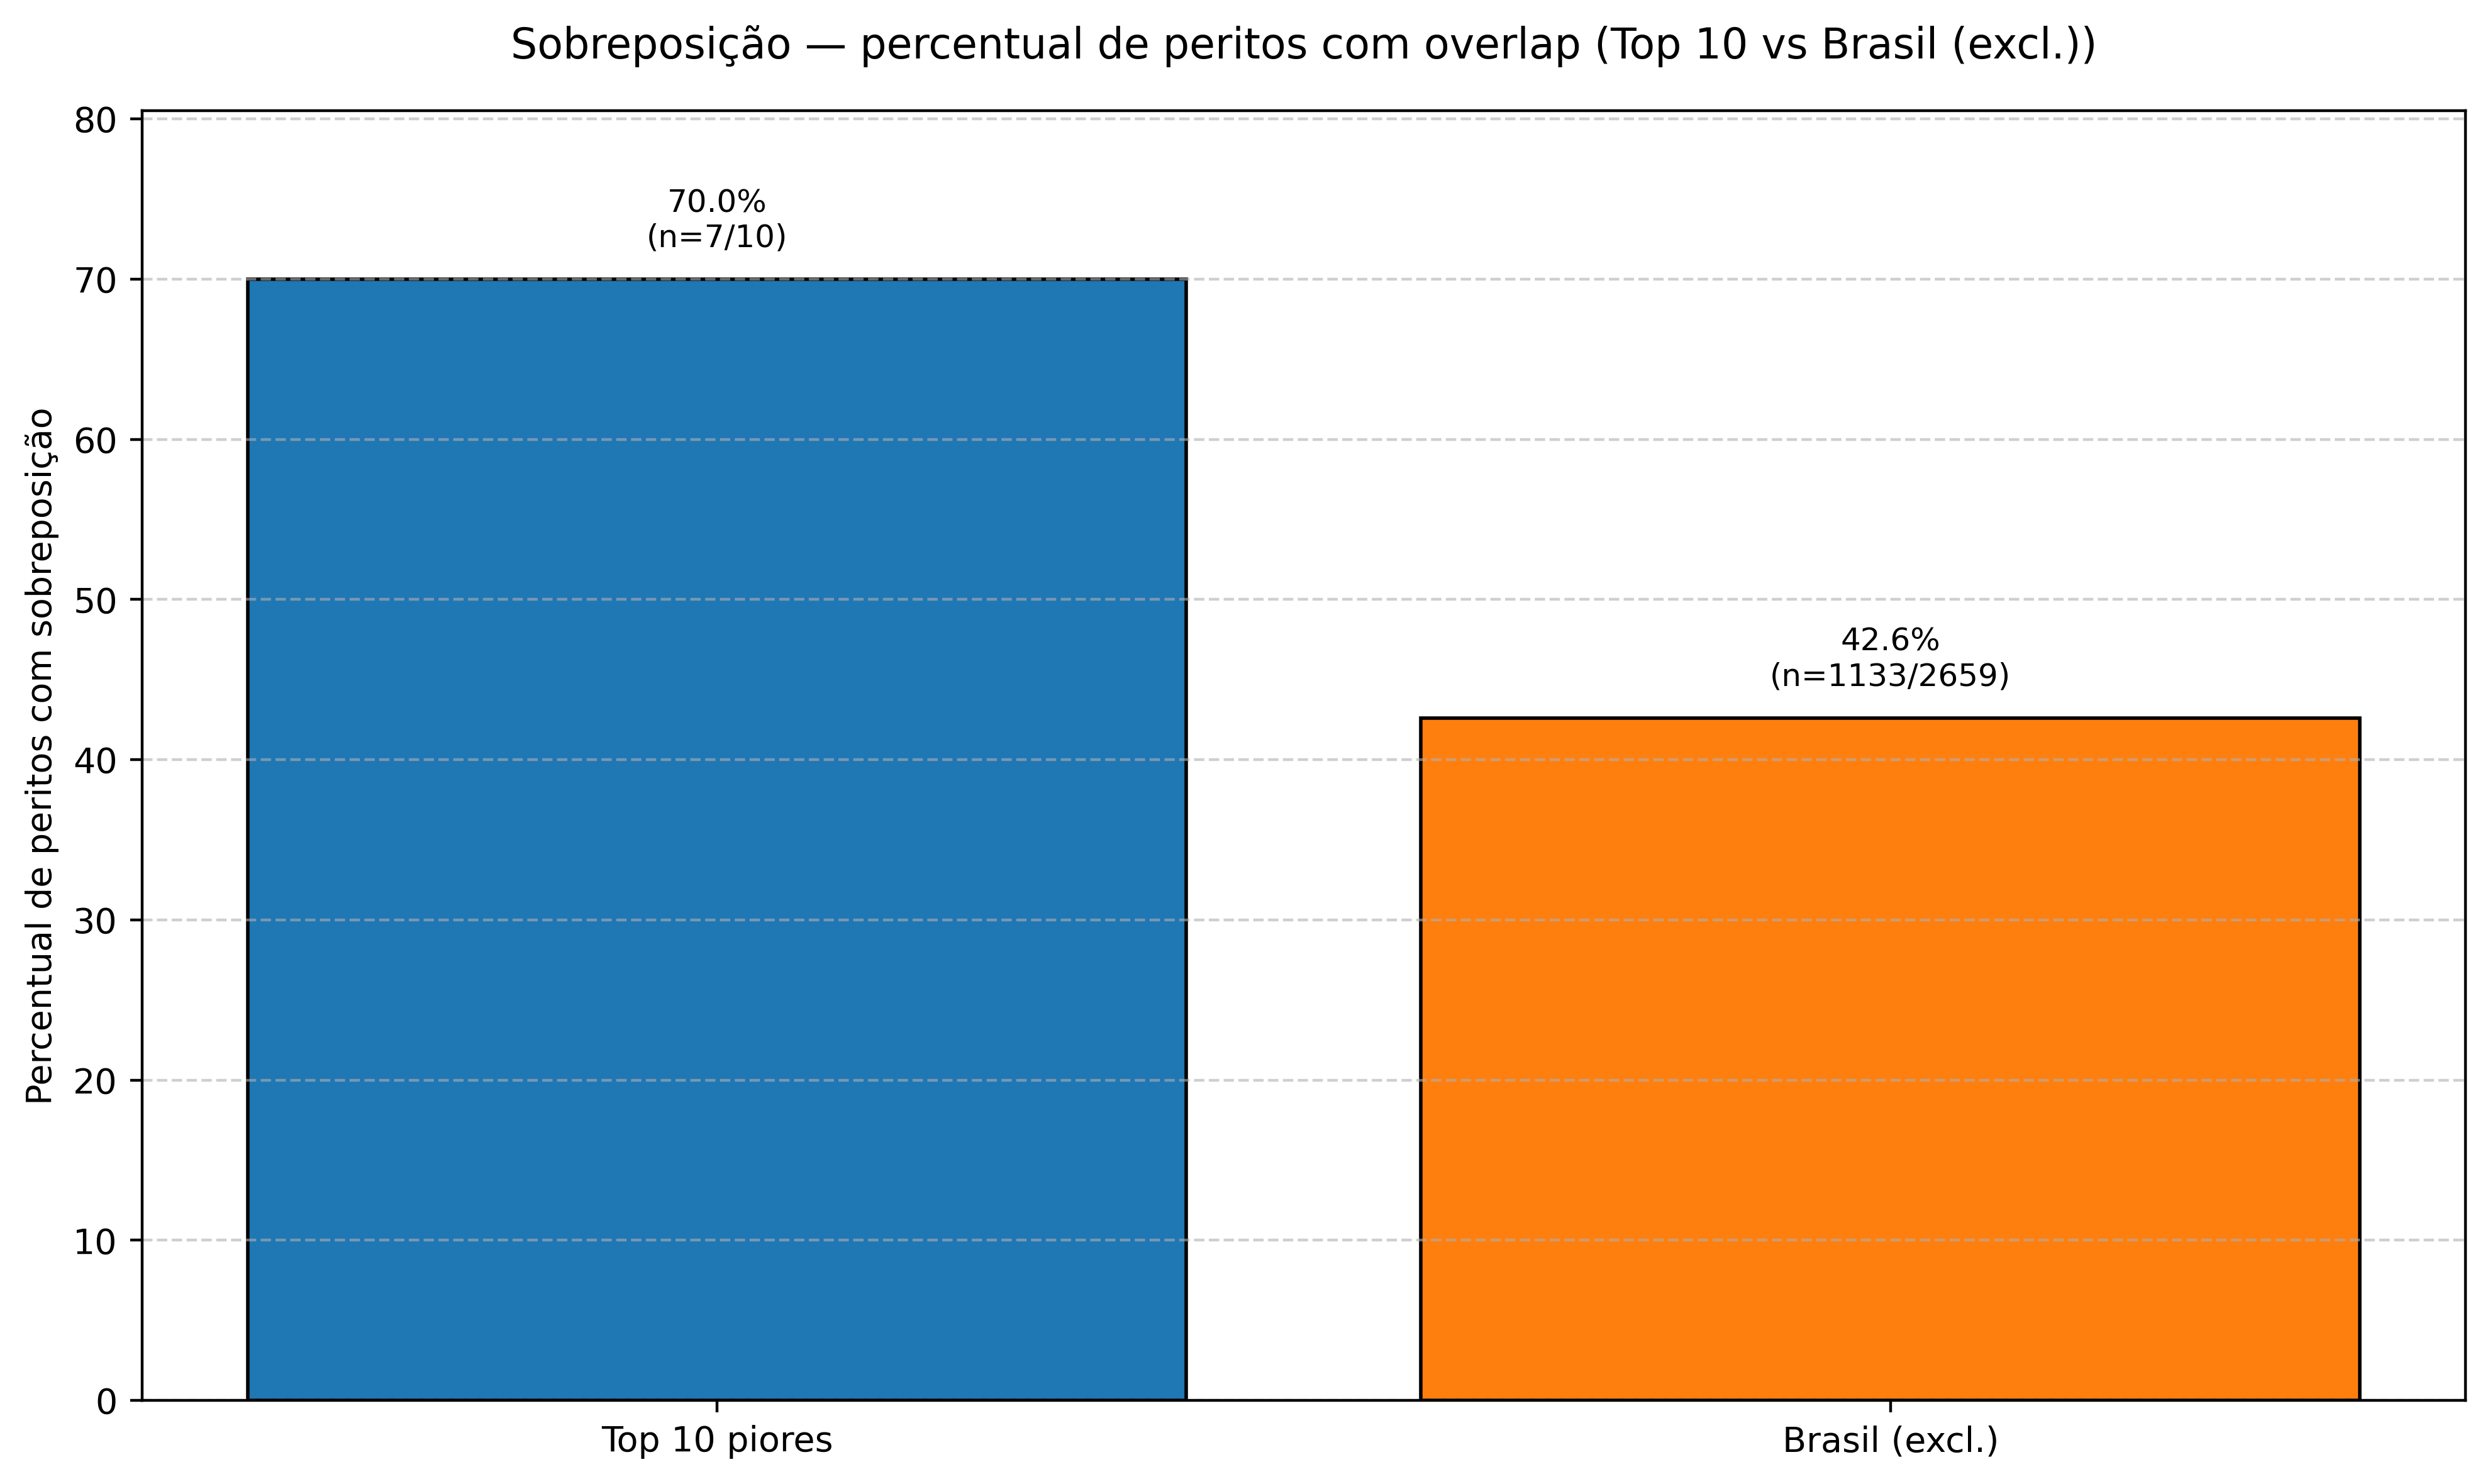 Sobreposição — percentual de peritos com overlap (Top 10 vs Brasil (excl.))
Percentual de peritos com sobreposição
80
70
60
50
40
30
20
10
0
70.0%
(n=7/10)
42.6%
(n=1133/2659)
Top 10 piores
Brasil (excl.)